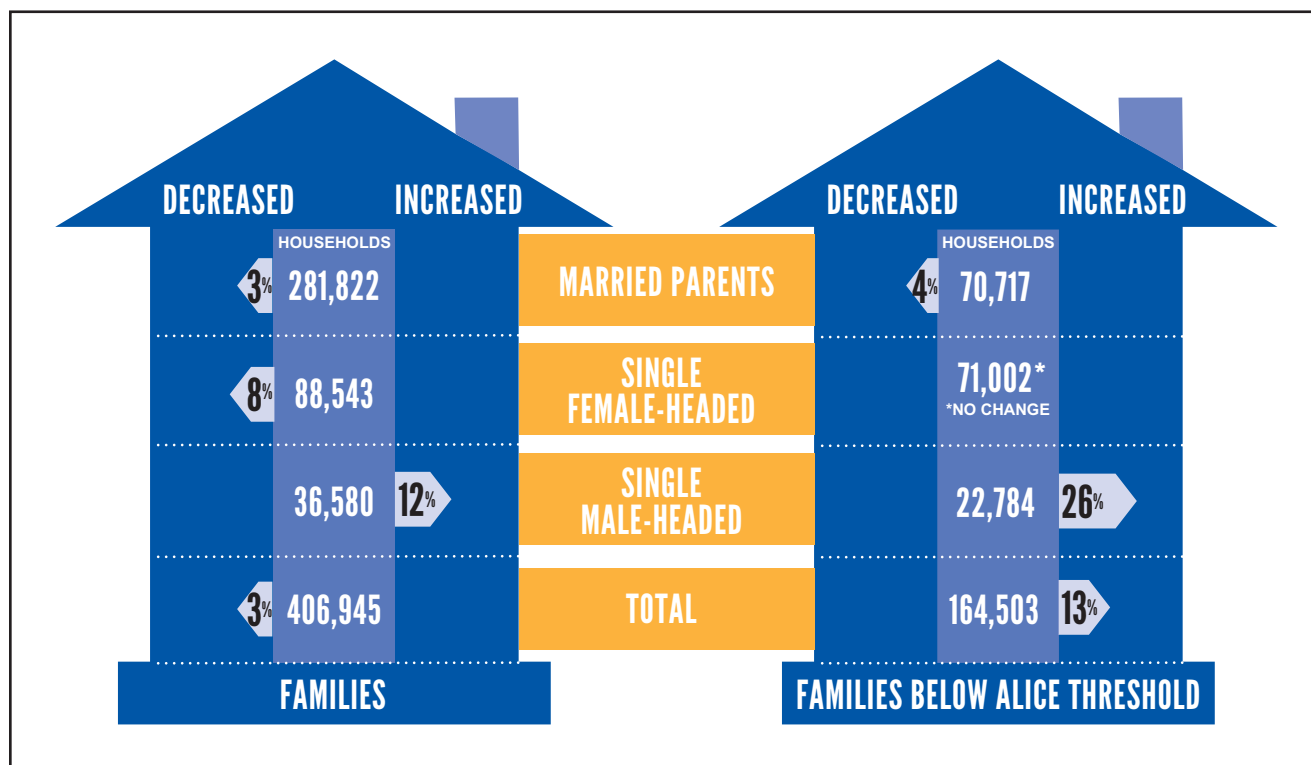 DECREASED INCREASED
HOUSEHOLDS
3% 281,822
8% 88,543
36,580 12%
3% 406,945
FAMILIES
MARRIED PARENTS
SINGLE
FEMALE-HEADED
SINGLE
MALE-HEADED
TOTAL
DECREASED INCREASED
HOUSEHOLDS
4% 70,717
71,002*
*NO CHANGE
22,784 26%
164,503 13%
FAMILIES BELOW ALICE THRESHOLD